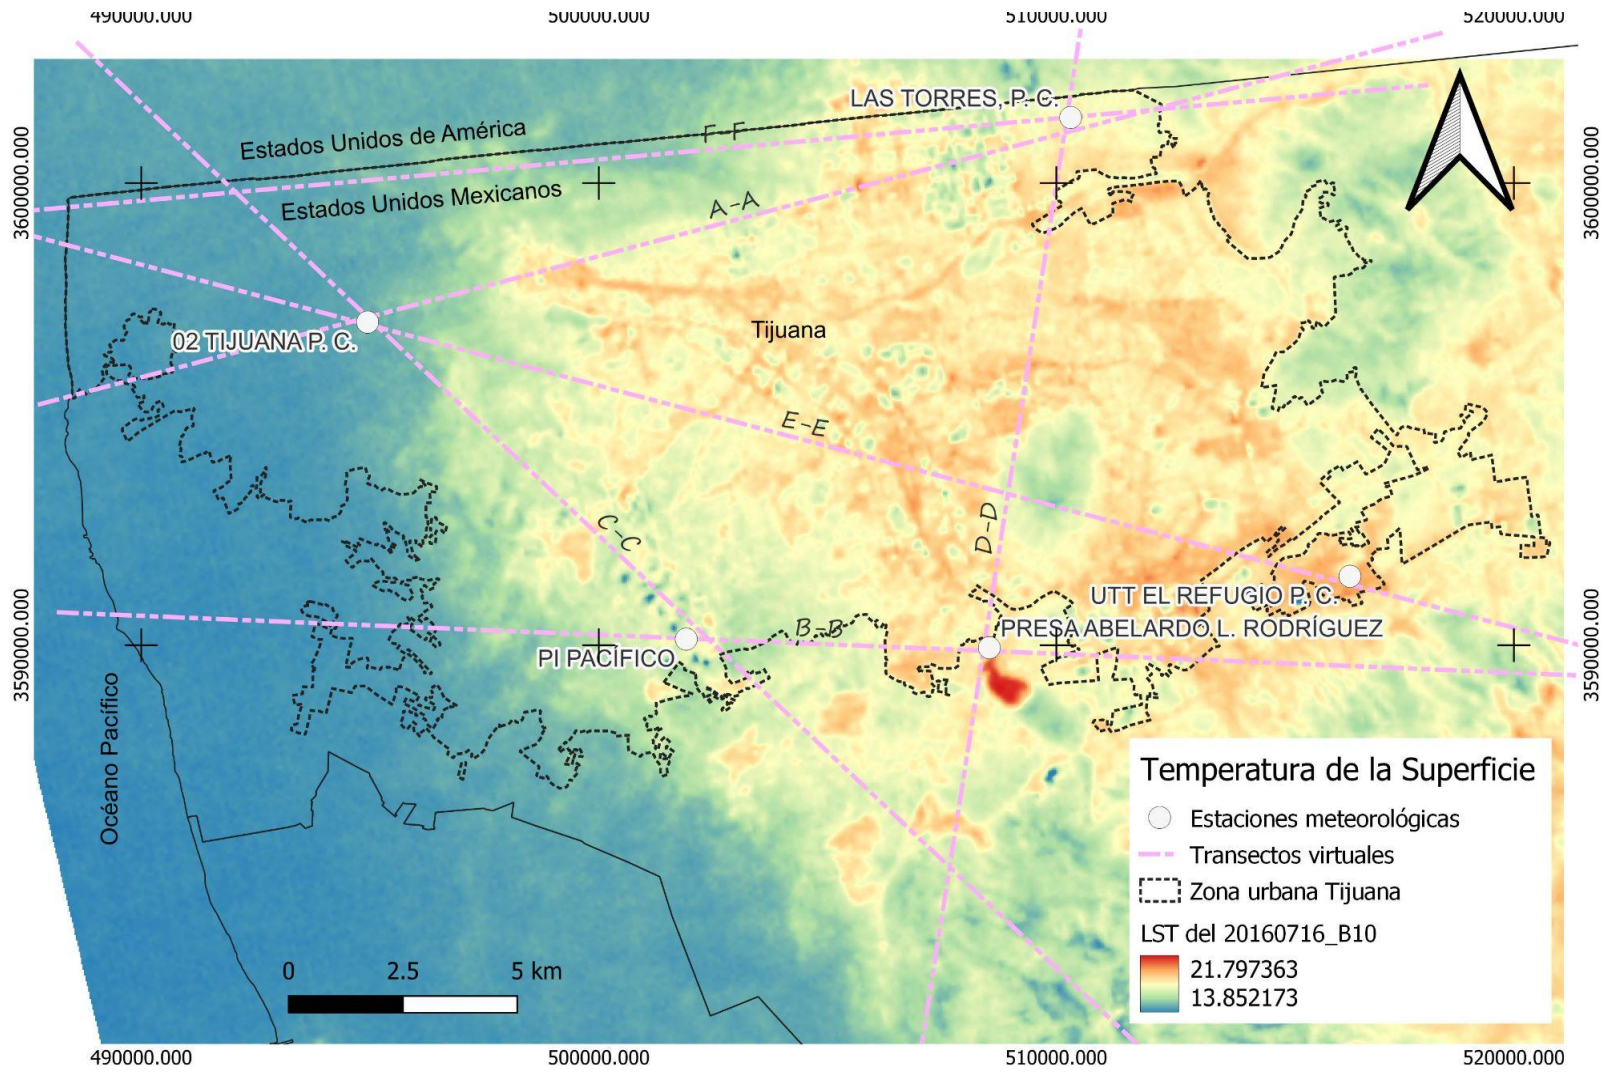 490000.000
500000.000
510000.000
520000.000
3600000.000
3600000.000
LAS TORRES, P. C.
Estados Unidos de América
F-F
Estados Unidos Mexicanos
A-A
02 TIJUANA P. C.
Tijuana
E-E
C-C
D-D
UTT EL REFUGIO P. C.
B-B
PRESA ABELARDO L. RODRÍGUEZ
PI PACÍFICO
3590000.000
3590000.000
Océano Pacífico
Temperatura de la Superficie
Estaciones meteorológicas
Transectos virtuales
Zona urbana Tijuana
LST del 20160716_B10
21.797363
13.852173
0 2.5 5 km
490000.000
500000.000
510000.000
520000.000